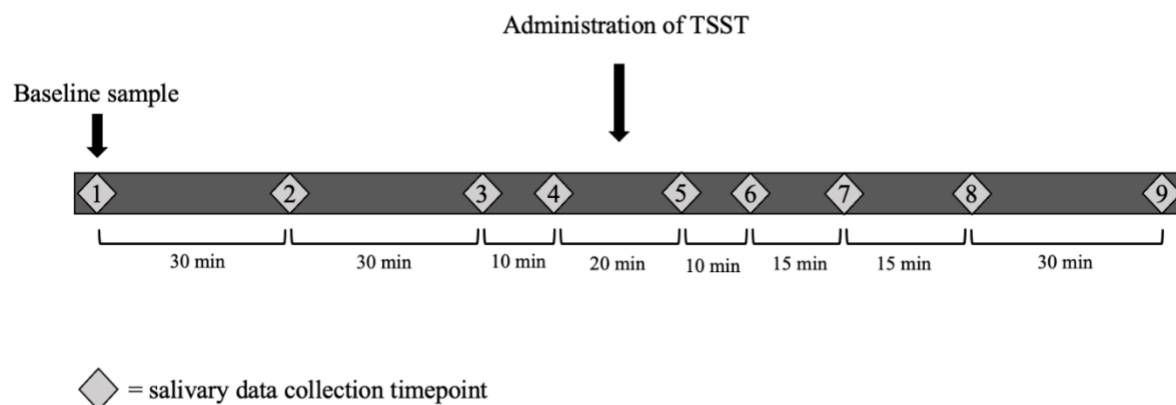 Administration of TSST
Baseline sample
1 2 3 4 5 6 7 8 9
30 min 30 min 10 min 20 min 10 min 15 min 15 min 30 min
= salivary data collection timepoint